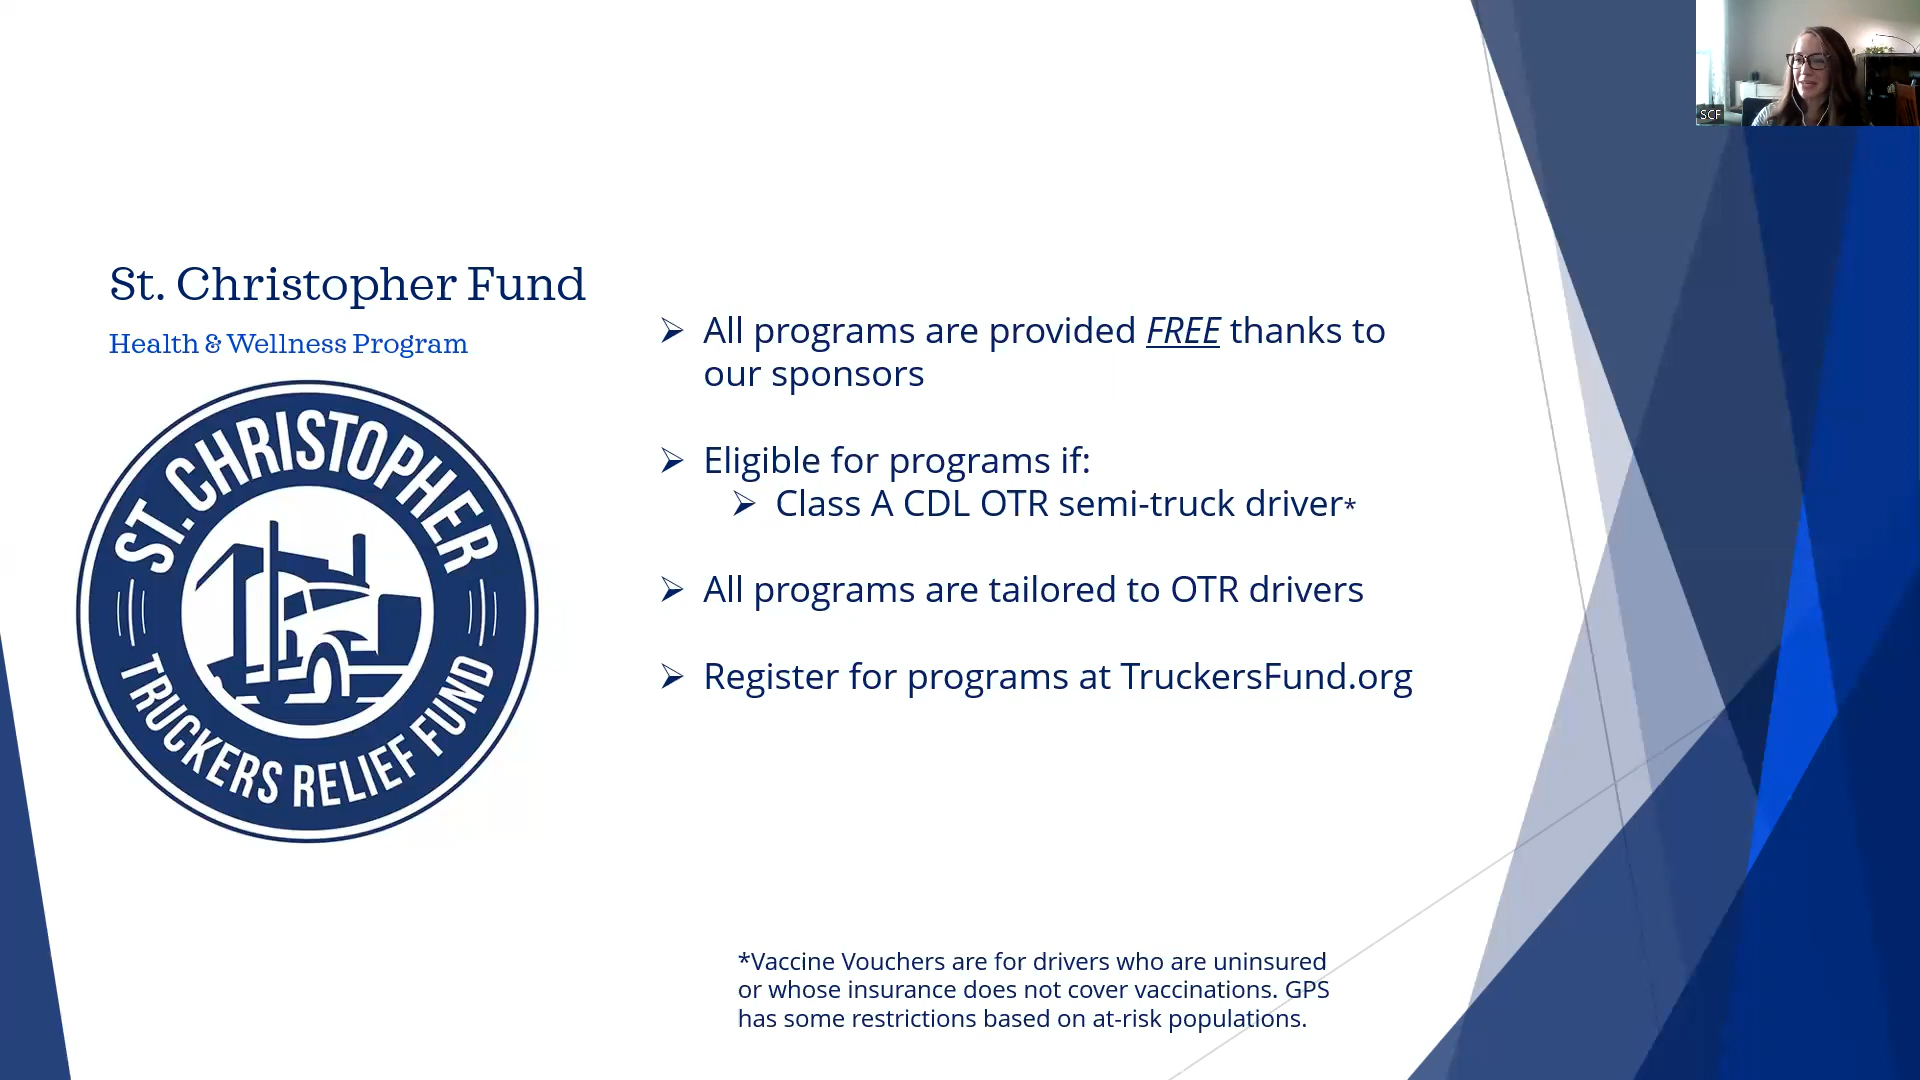 SCF
St. Christopher Fund
Health & Wellness Program
ST. CHRISTOPHER
TRUCKERS RELIEF FUND
➢ All programs are provided FREE thanks to
our sponsors
➢ Eligible for programs if:
➢ Class A CDL OTR semi-truck driver*
➢ All programs are tailored to OTR drivers
➢ Register for programs at TruckersFund.org
*Vaccine Vouchers are for drivers who are uninsured
or whose insurance does not cover vaccinations. GPS
has some restrictions based on at-risk populations.